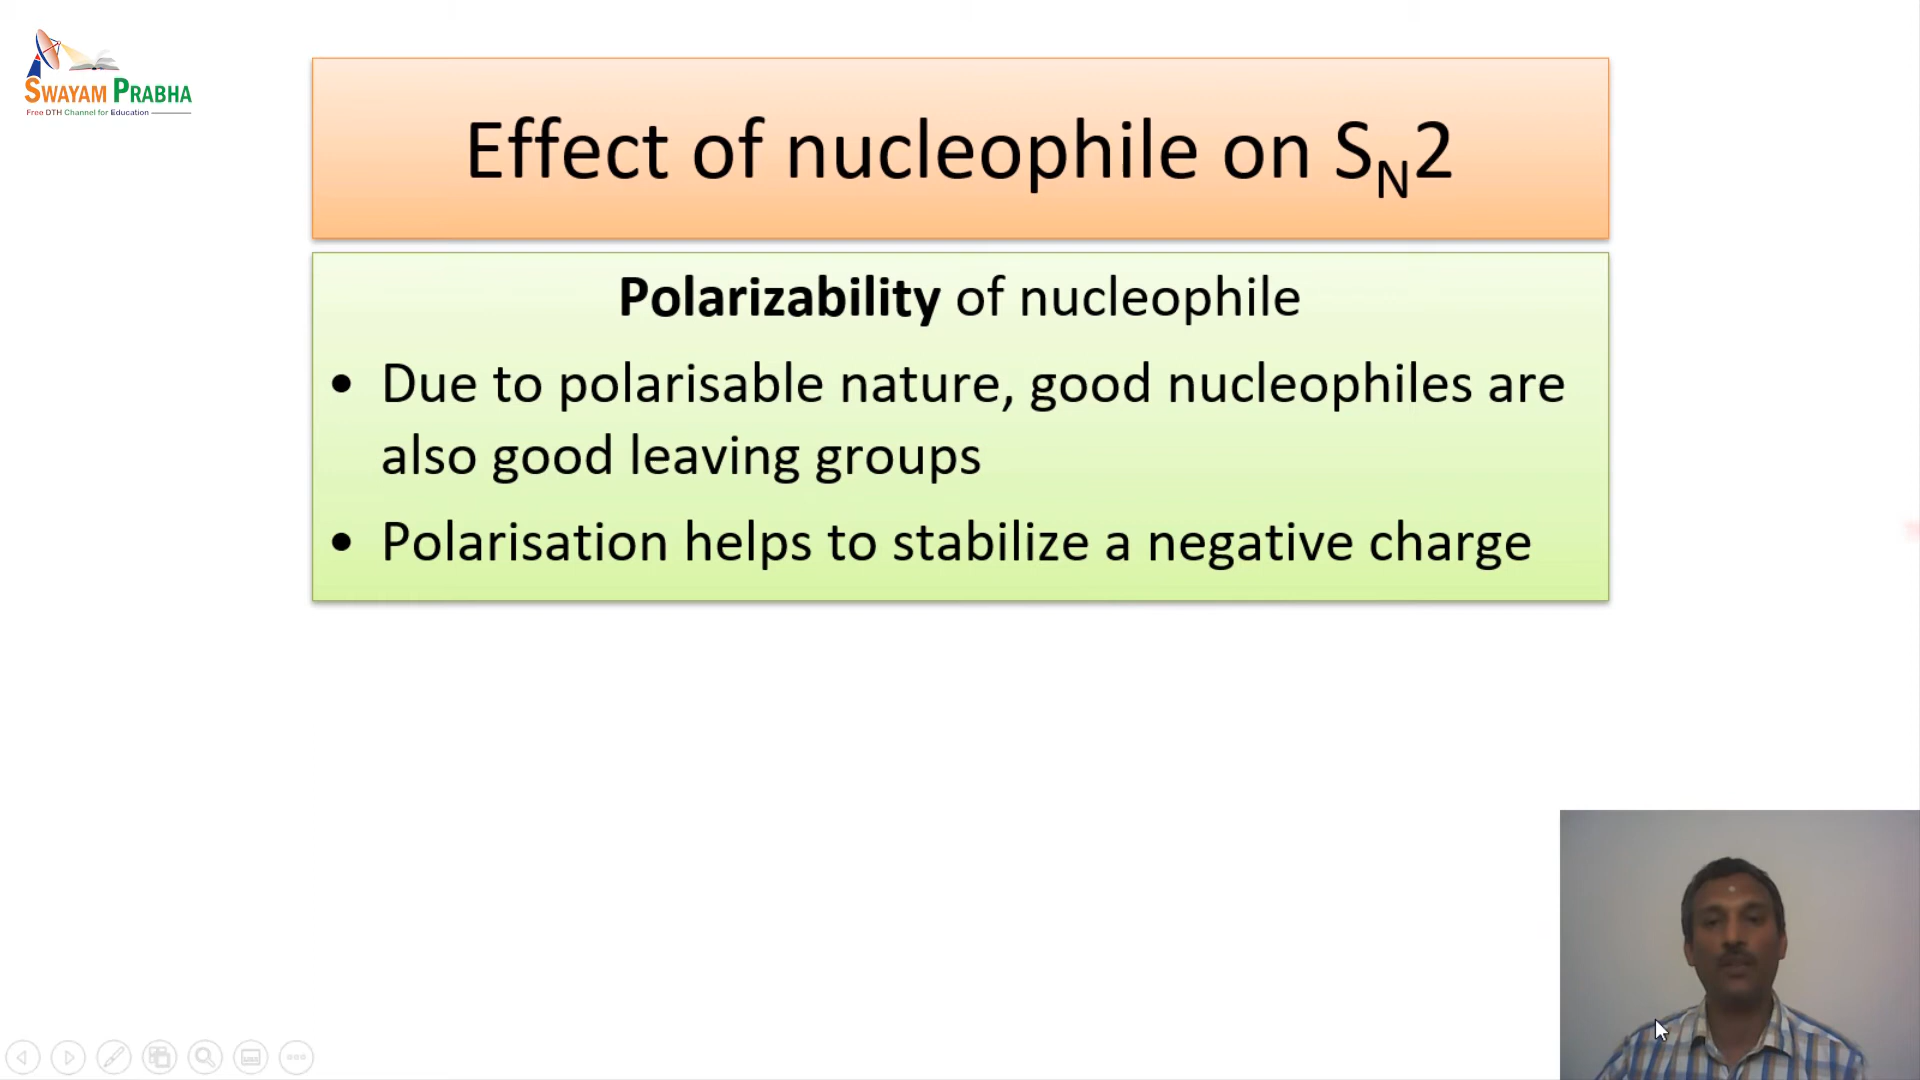 SWAYAM PRABHA
Free DTH Channel for Education
Effect of nucleophile on SN2
Polarizability of nucleophile
• Due to polarisable nature, good nucleophiles are
also good leaving groups
• Polarisation helps to stabilize a negative charge